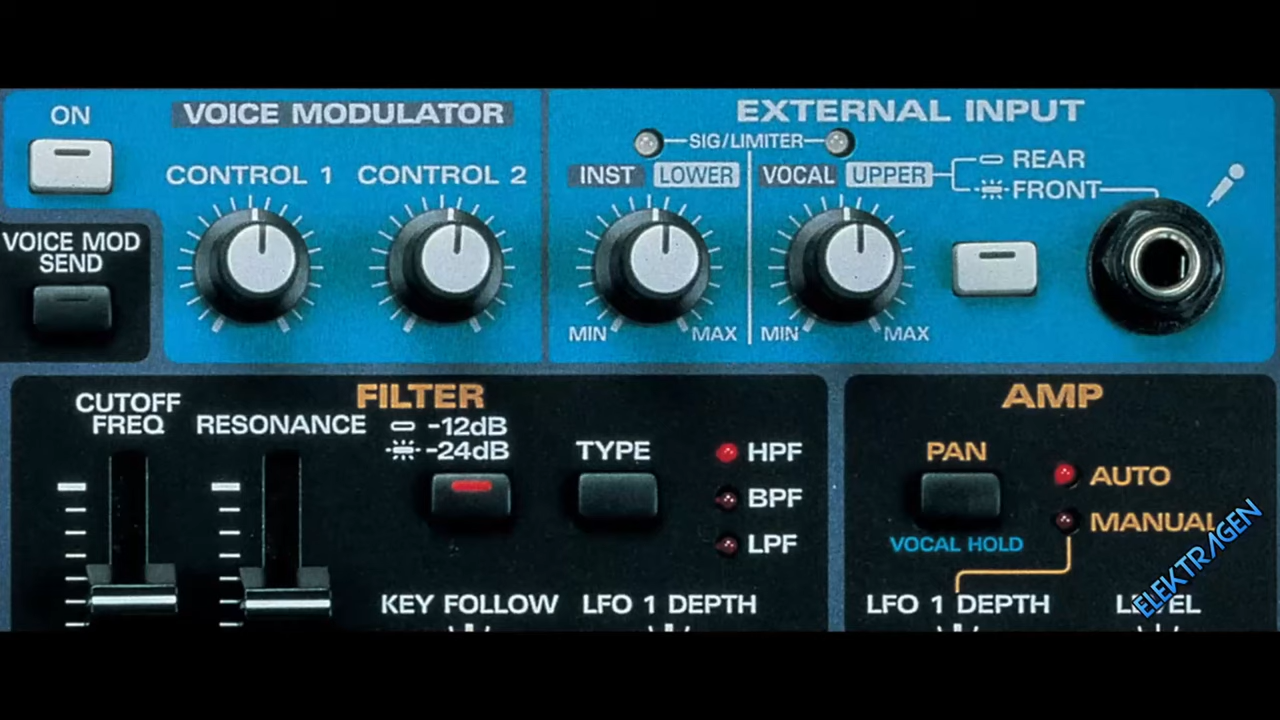 ON
VOICE MODULATOR
CONTROL 1
CONTROL 2
VOICE MOD
SEND
EXTERNAL INPUT
SIG/LIMITER
INST
LOWER
VOCAL
UPPER
REAR
FRONT
MIN
MAX
MIN
MAX
FILTER
CUTOFF
FREQ
RESONANCE
-12dB
-24dB
TYPE
HPF
BPF
LPF
KEY FOLLOW
LFO 1 DEPTH
AMP
PAN
VOCAL HOLD
AUTO
MANUAL
LFO 1 DEPTH
LEVEL
ELEKTRAGEN